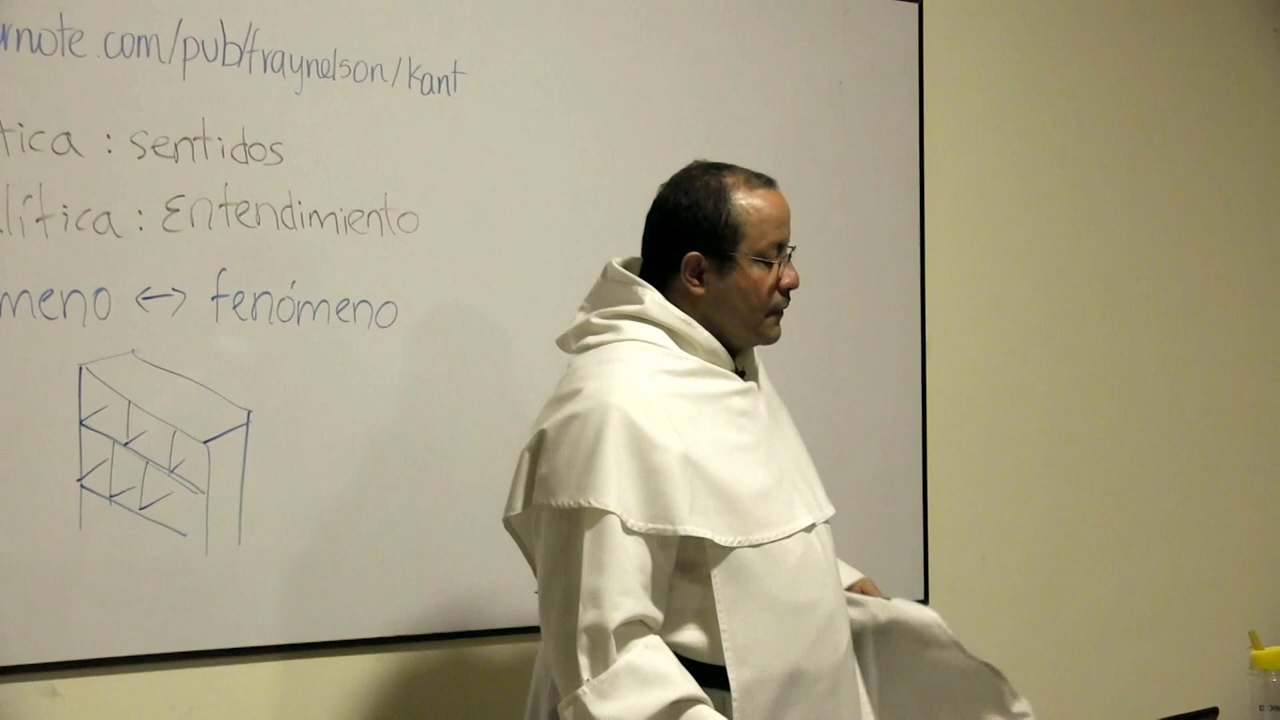 rnote.com/pub/fraynelson/kant
tica : sentidos
lítica : Entendimiento
meno ↔ fenómeno